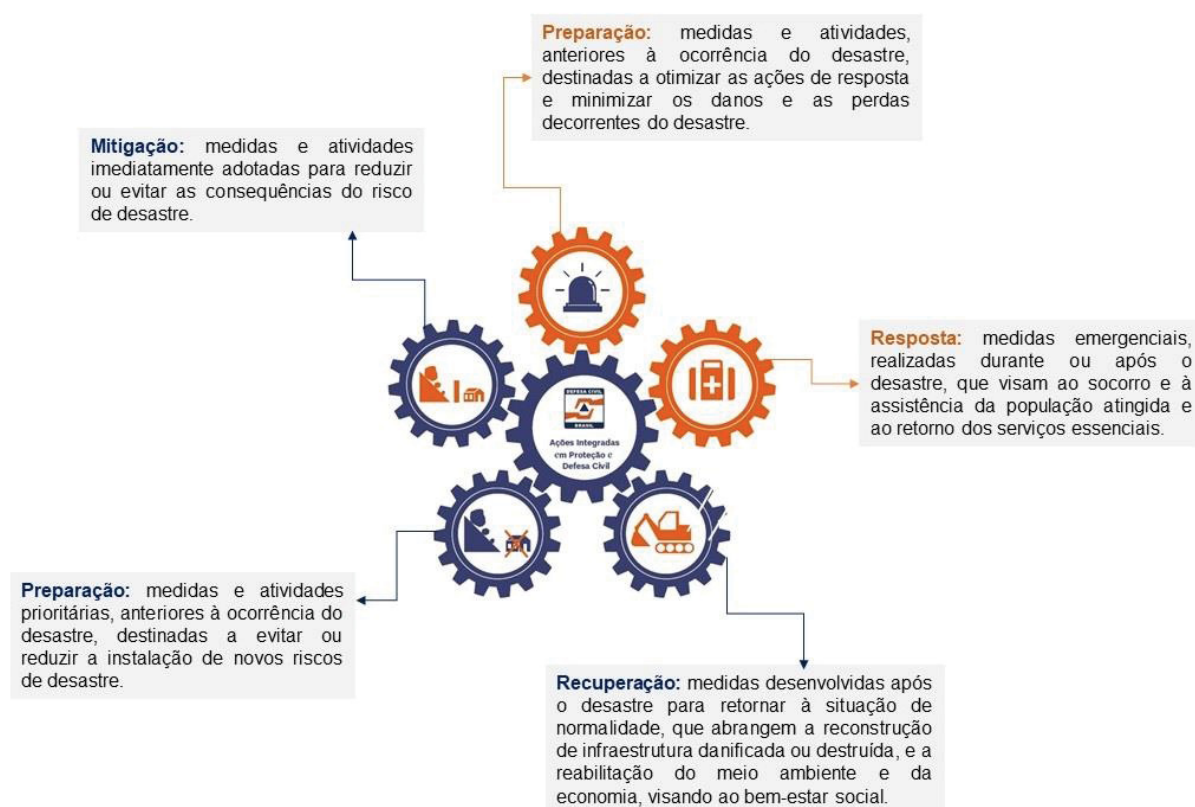 Preparação: medidas e atividades,
anteriores à ocorrência do desastre,
destinadas a otimizar as ações de resposta
e minimizar os danos e as perdas
decorrentes do desastre.
Mitigação: medidas e atividades
imediatamente adotadas para reduzir
ou evitar as consequências do risco
de desastre.
Resposta: medidas emergenciais,
realizadas durante ou após o
desastre, que visam ao socorro e à
assistência da população atingida e
ao retorno dos serviços essenciais.
DEFESA CIVIL
BRASIL
Ações Integradas
em Proteção e
Defesa Civil
Preparação: medidas e atividades
prioritárias, anteriores à ocorrência do
desastre, destinadas a evitar ou
reduzir a instalação de novos riscos
de desastre.
Recuperação: medidas desenvolvidas após
o desastre para retornar à situação de
normalidade, que abrangem a reconstrução
de infraestrutura danificada ou destruída, e a
reabilitação do meio ambiente e da
economia, visando ao bem-estar social.